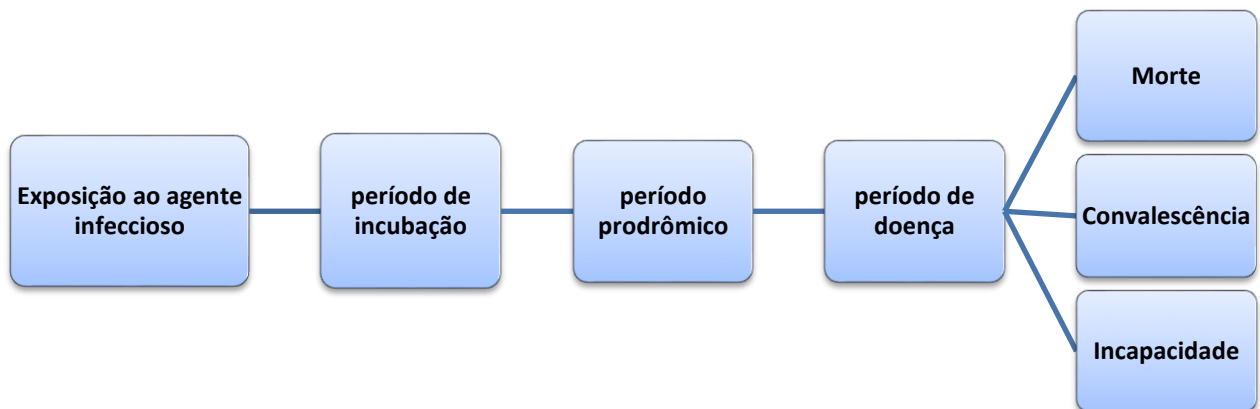 Exposição ao agente
infeccioso
período de
incubação
período
prodrômico
período de
doença
Morte
Convalescência
Incapacidade